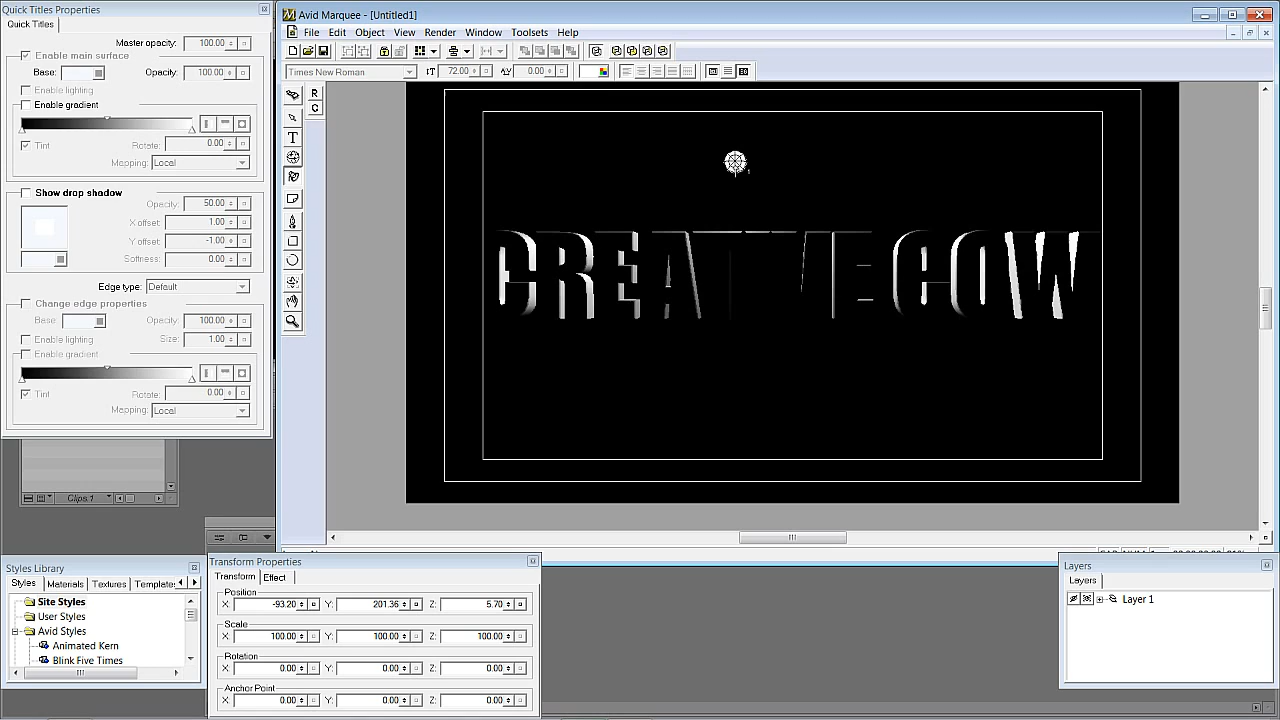 Quick Titles Properties
Quick Titles
Master opacity: 100.00
Enable main surface
Base: Opacity: 100.00
Enable lighting
Enable gradient
Tint Rotate: 0.00
Mapping: Local
Show drop shadow
Opacity: 50.00
X offset: 1.00
Y offset: -1.00
Softness: 0.00
Edge type: Default
Change edge properties
Base: Opacity: 100.00
Enable lighting Size: 1.00
Enable gradient
Tint Rotate: 0.00
Mapping: Local
Clips 1
Avid Marquee - [Untitled1]
File Edit Object View Render Window Toolsets Help
Times New Roman 72.00 0.00
R
C
CREATIVE COW
Styles Library
Styles Materials Textures Template
Site Styles
User Styles
Avid Styles
Animated Kern
Blink Five Times
Transform Properties
Transform Effect
Position
X -93.20 Y: 201.36 Z: 5.70
Scale
X 100.00 Y: 100.00 Z: 100.00
Rotation
X 0.00 Y: 0.00 Z: 0.00
Anchor Point
X 0.00 Y: 0.00 Z: 0.00
Layers
Layers
Layer 1